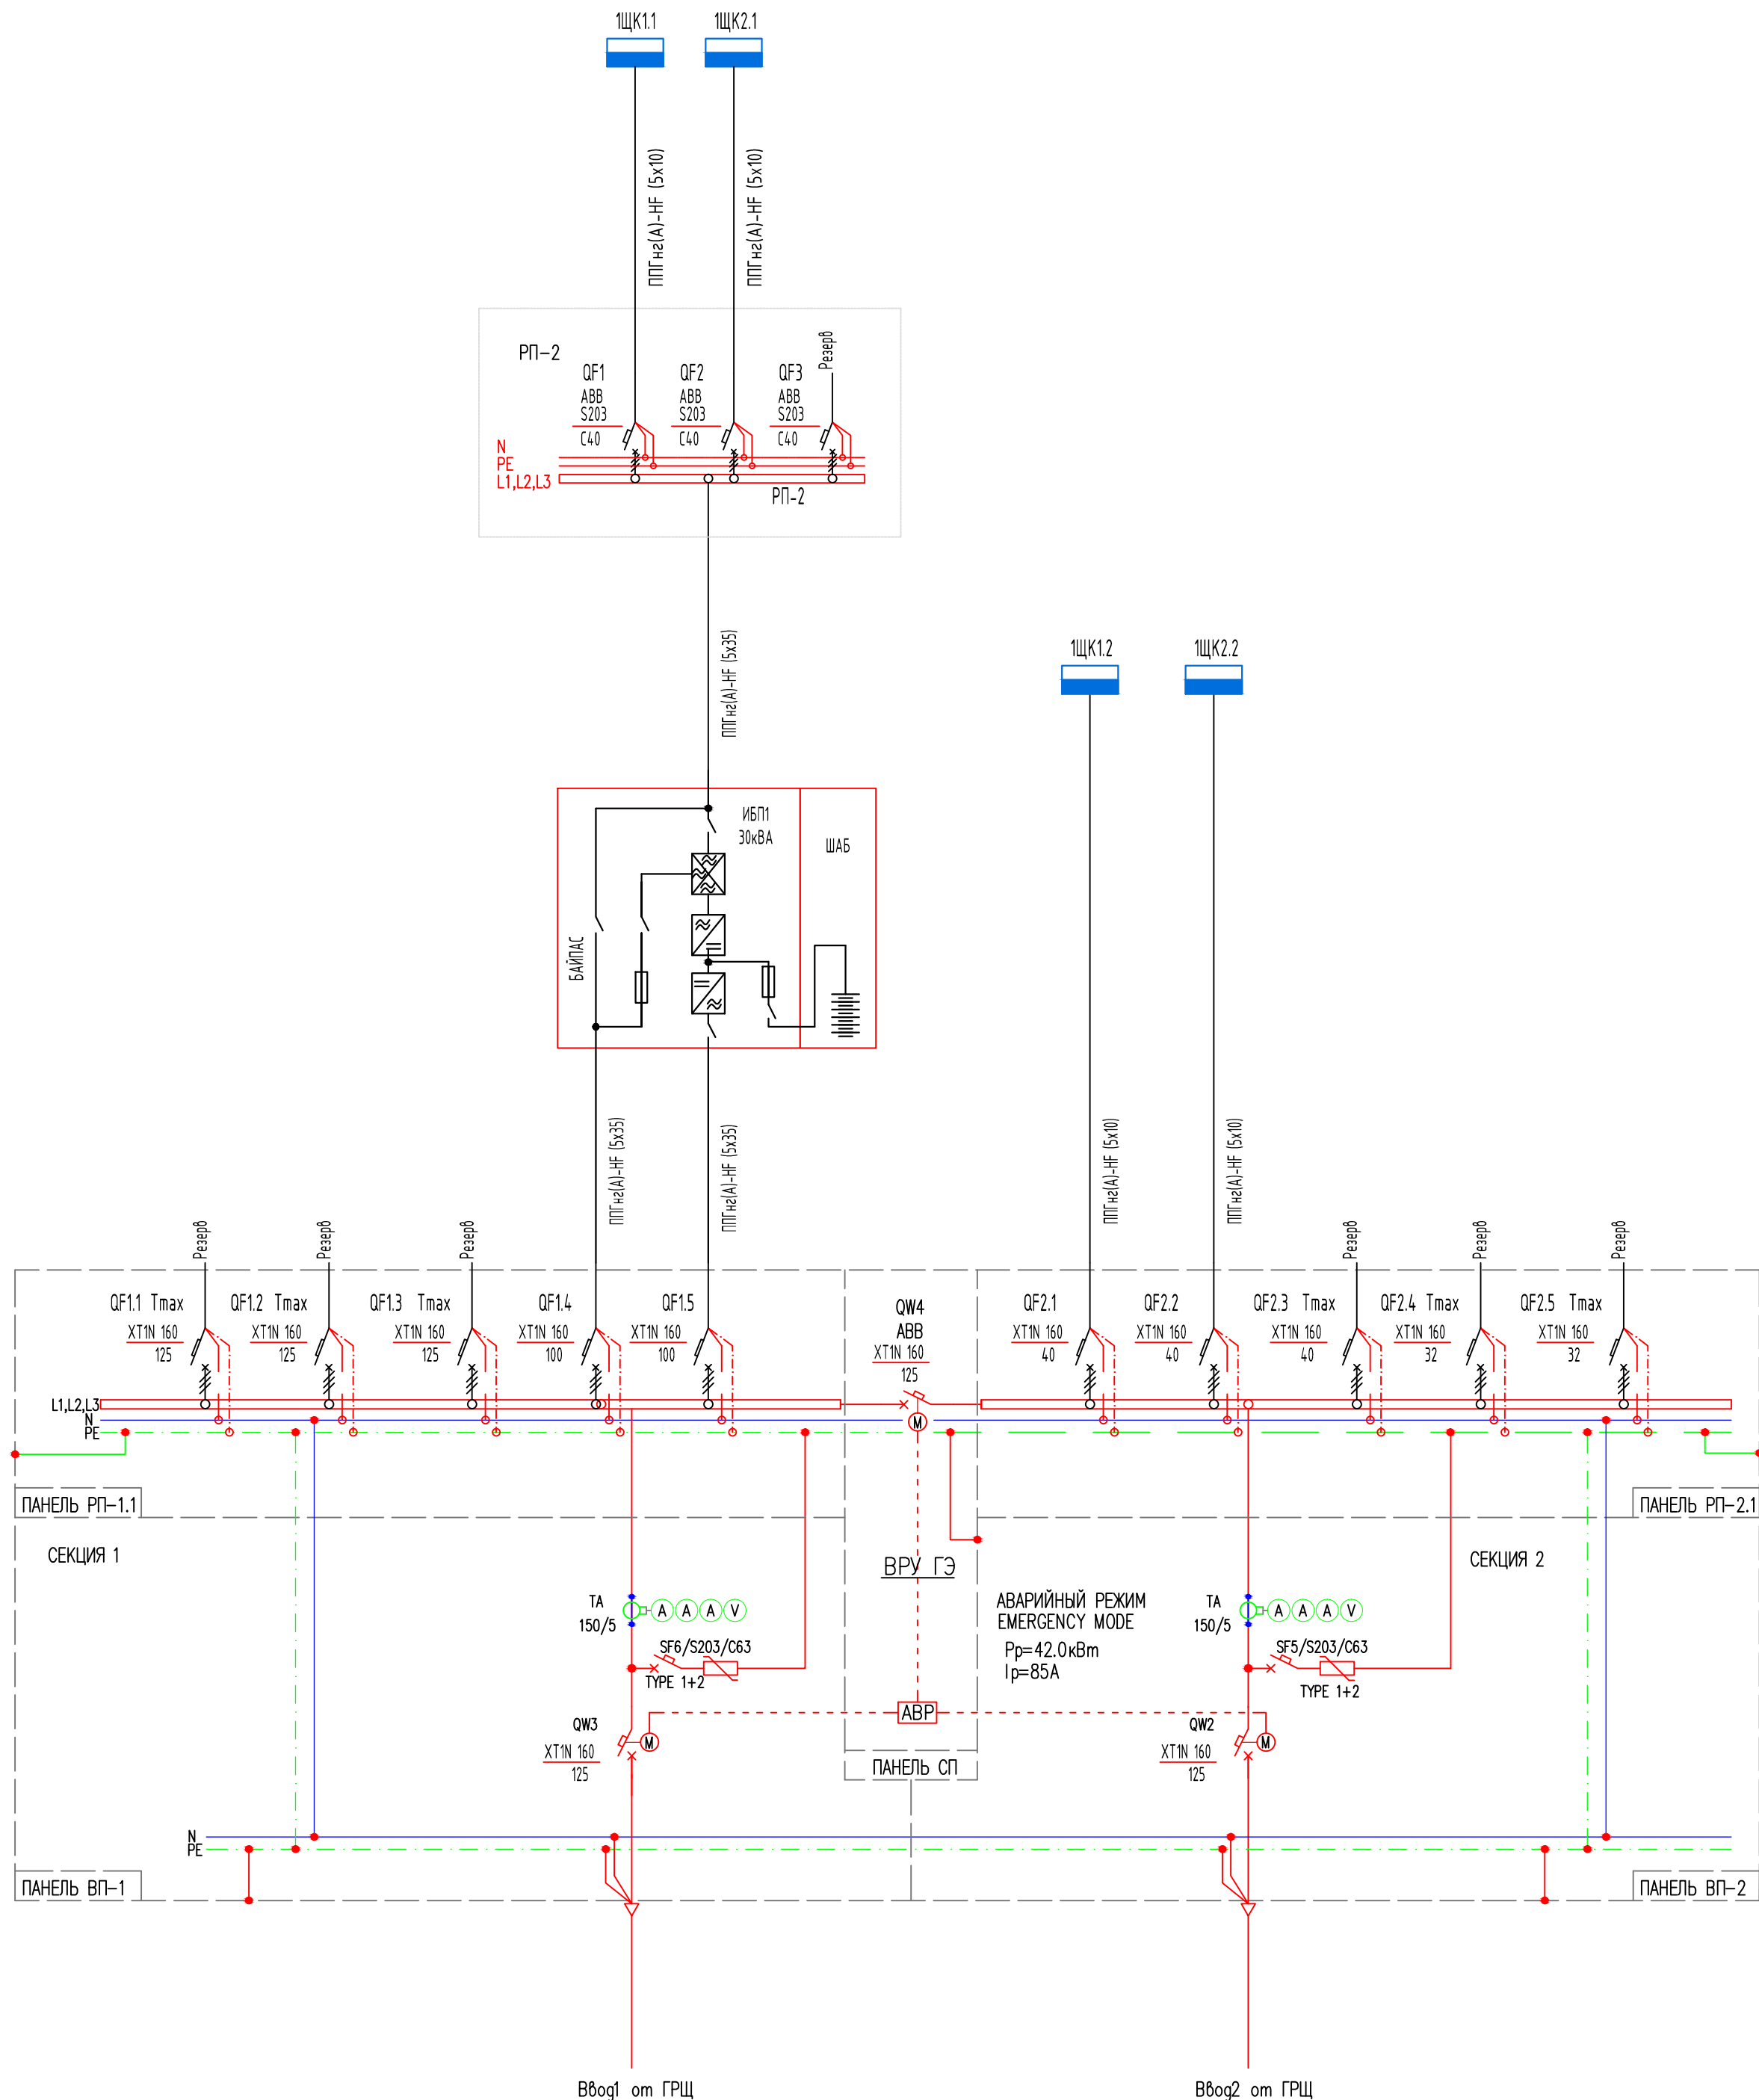 1ЩК1.1 1ЩК2.1
ППГнг(А)-HF (5x10)
ППГнг(А)-HF (5x10)
РП-2
QF1 QF2 QF3
ABB ABB ABB
S203 S203 S203
C40 C40 C40
Резерв
N
PE
L1,L2,L3
РП-2
ППГнг(А)-HF (5x35)
1ЩК1.2 1ЩК2.2
ИБП1
30кВА
ШАБ
БАЙПАС
ППГнг(А)-HF (5x35)
ППГнг(А)-HF (5x35)
ППГнг(А)-HF (5x10)
ППГнг(А)-HF (5x10)
Резерв Резерв Резерв Резерв Резерв Резерв
QF1.1 Tmax QF1.2 Tmax QF1.3 Tmax QF1.4 QF1.5 QW4 QF2.1 QF2.2 QF2.3 Tmax QF2.4 Tmax QF2.5 Tmax
ABB
XT1N 160 XT1N 160 XT1N 160 XT1N 160 XT1N 160 XT1N 160 XT1N 160 XT1N 160 XT1N 160 XT1N 160 XT1N 160
125 125 125 100 100 125 40 40 40 32 32
L1,L2,L3
N
PE
M
ПАНЕЛЬ РП-1.1 ПАНЕЛЬ РП-2.1
СЕКЦИЯ 1 СЕКЦИЯ 2
ВРУ ГЭ
АВАРИЙНЫЙ РЕЖИМ
EMERGENCY MODE
Pp=42.0кВт
Ip=85A
TA
150/5
A A A V
SF6/S203/C63
TYPE 1+2
TA
150/5
A A A V
SF5/S203/C63
TYPE 1+2
АВР
QW3
XT1N 160
125
M
QW2
XT1N 160
125
M
ПАНЕЛЬ СП
N
PE
ПАНЕЛЬ ВП-1 ПАНЕЛЬ ВП-2
Ввод1 от ГРЩ Ввод2 от ГРЩ